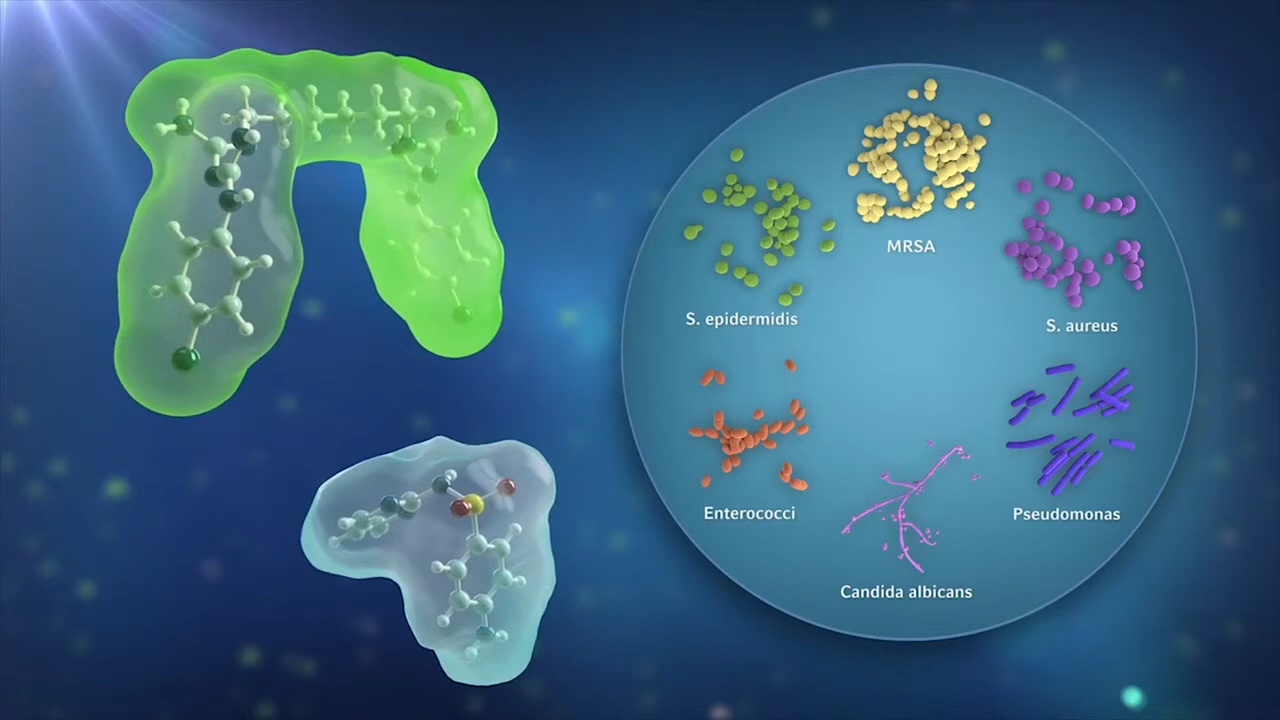 MRSA
S. epidermidis
S. aureus
Enterococci
Pseudomonas
Candida albicans